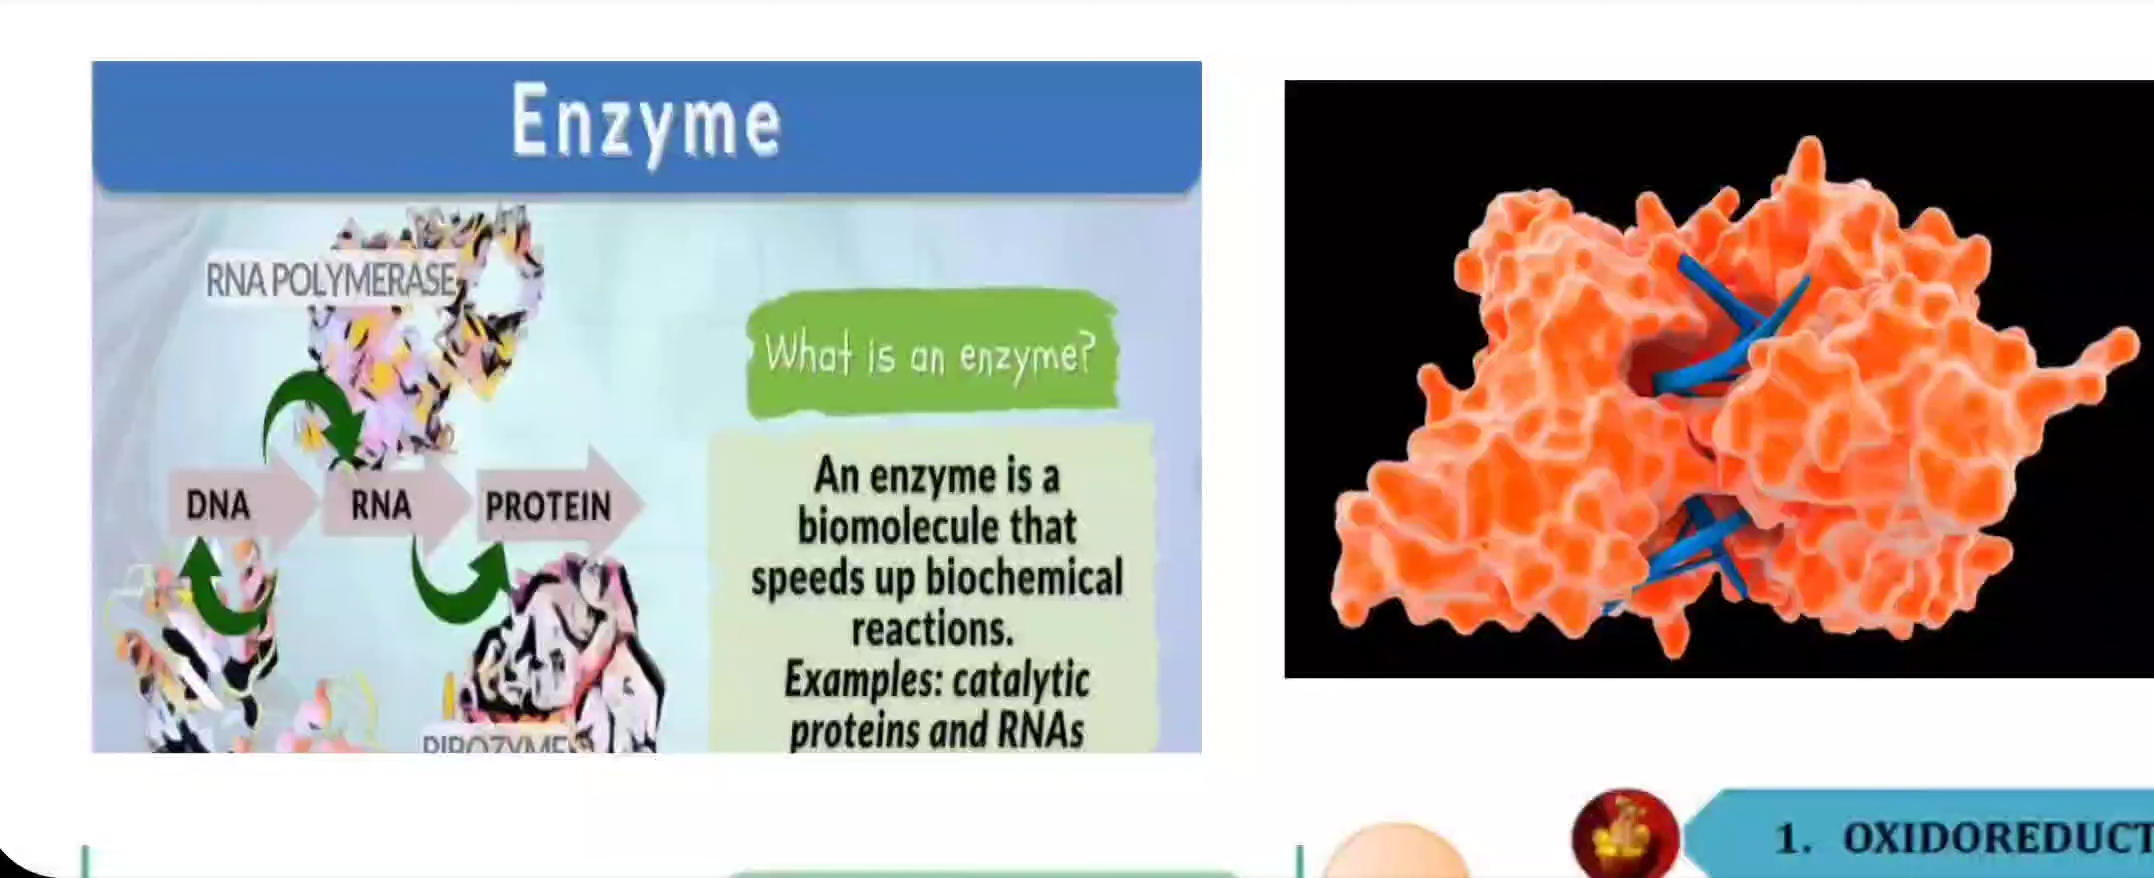 Enzyme
RNA POLYMERASE
What is an enzyme?
DNA
RNA
PROTEIN
An enzyme is a
biomolecule that
speeds up biochemical
reactions.
Examples: catalytic
proteins and RNAs
RIBOZYME
1. OXIDOREDUCT